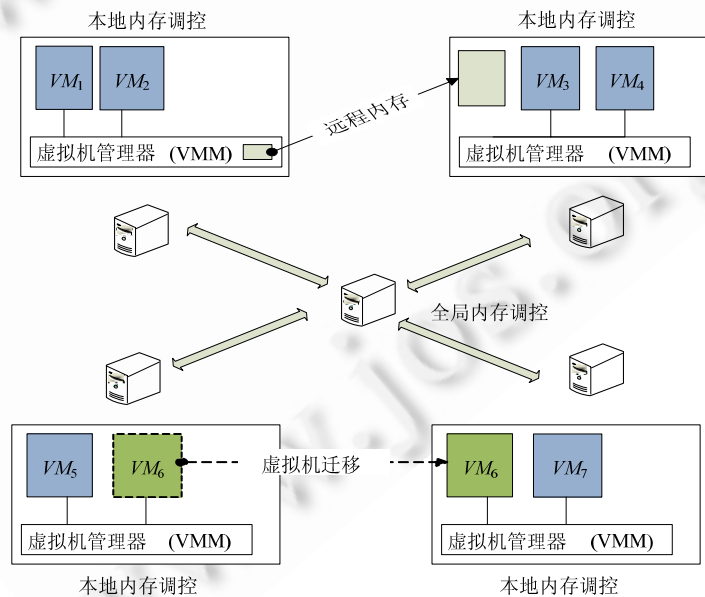 本地内存调控
本地内存调控
VM1
VM2
远程内存
VM3
VM4
虚拟机管理器 (VMM)
虚拟机管理器 (VMM)
全局内存调控
VM5
VM6
虚拟机迁移
VM6
VM7
虚拟机管理器 (VMM)
虚拟机管理器 (VMM)
本地内存调控
本地内存调控
www.jos.org